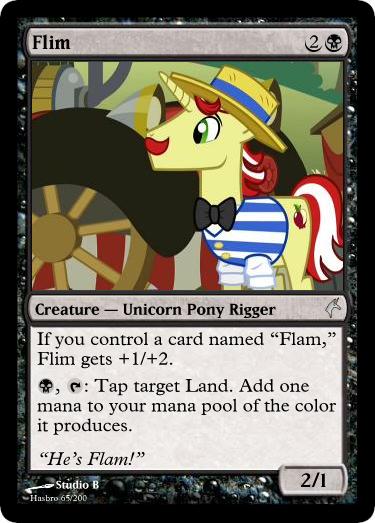 Flim 2
Creature — Unicorn Pony Rigger
If you control a card named “Flam,”
Flim gets +1/+2.
, : Tap target Land. Add one
mana to your mana pool of the color
it produces.
“He's Flam!”
Studio B
Hasbro 65/200
2/1